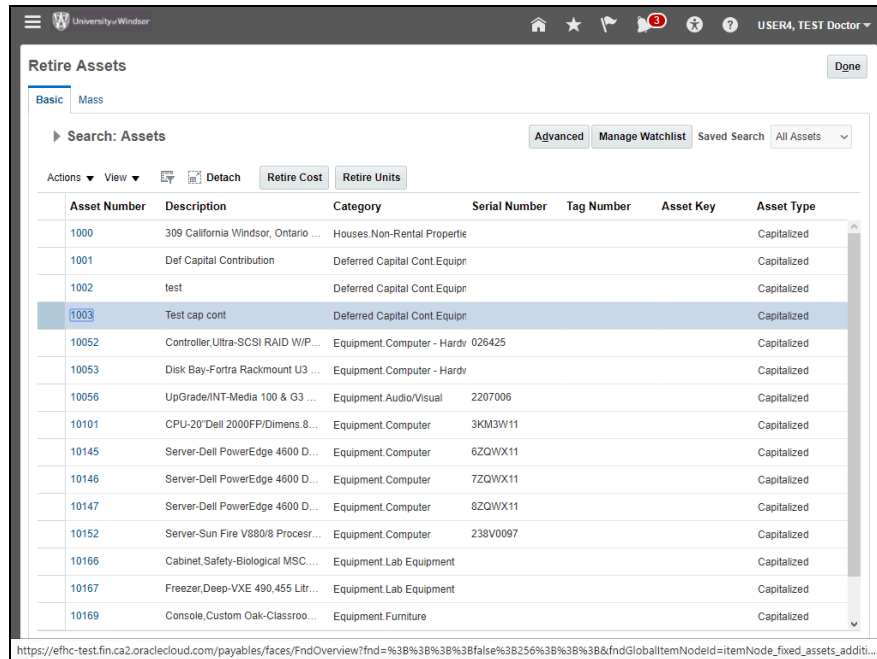 University of Windsor
3
USER4, TEST Doctor
Retire Assets
Done
Basic Mass
Search: Assets
Advanced Manage Watchlist Saved Search All Assets
Actions View Detach Retire Cost Retire Units
Asset Number Description Category Serial Number Tag Number Asset Key Asset Type
1000 309 California Windsor, Ontario ... Houses.Non-Rental Propertie Capitalized
1001 Def Capital Contribution Deferred Capital Cont.Equipn Capitalized
1002 test Deferred Capital Cont.Equipn Capitalized
1003 Test cap cont Deferred Capital Cont.Equipn Capitalized
10052 Controller,Ultra-SCSI RAID W/P... Equipment.Computer - Hardw 026425 Capitalized
10053 Disk Bay-Fortra Rackmount U3 ... Equipment.Computer - Hardw Capitalized
10056 UpGrade/INT-Media 100 & G3 ... Equipment.Audio/Visual 2207006 Capitalized
10101 CPU-20"Dell 2000FP/Dimens.8... Equipment.Computer 3KM3W11 Capitalized
10145 Server-Dell PowerEdge 4600 D... Equipment.Computer 6ZQWX11 Capitalized
10146 Server-Dell PowerEdge 4600 D... Equipment.Computer 7ZQWX11 Capitalized
10147 Server-Dell PowerEdge 4600 D... Equipment.Computer 8ZQWX11 Capitalized
10152 Server-Sun Fire V880/8 Procesr... Equipment.Computer 238V0097 Capitalized
10166 Cabinet,Safety-Biological MSC.... Equipment.Lab Equipment Capitalized
10167 Freezer,Deep-VXE 490,455 Litr... Equipment.Lab Equipment Capitalized
10169 Console,Custom Oak-Classroo... Equipment.Furniture Capitalized
https://efhc-test.fin.ca2.oraclecloud.com/payables/faces/FndOverview?fnd=%3B%3B%3B%3Bfalse%3B256%3B%3B%3B&fndGlobalItemNodeId=itemNode_fixed_assets_additi...